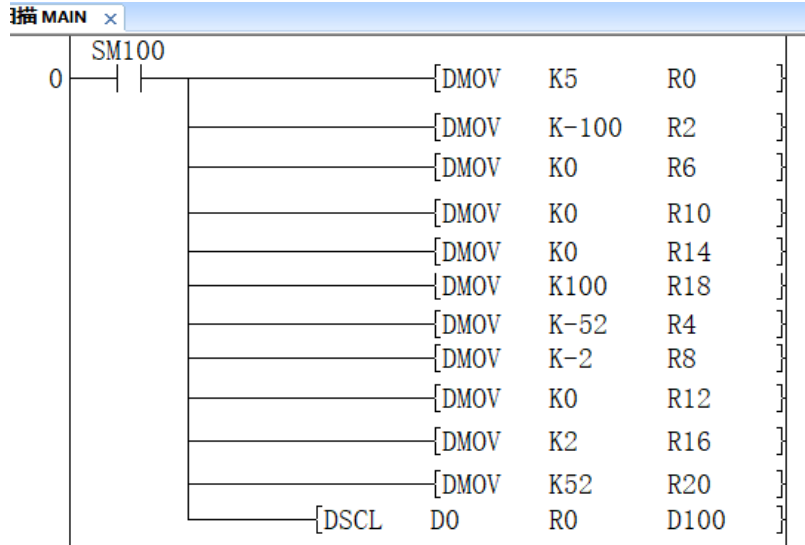 扫描 MAIN ×
SM100
0 [DMOV K5 R0 ]
[DMOV K-100 R2 ]
[DMOV K0 R6 ]
[DMOV K0 R10 ]
[DMOV K0 R14 ]
[DMOV K100 R18 ]
[DMOV K-52 R4 ]
[DMOV K-2 R8 ]
[DMOV K0 R12 ]
[DMOV K2 R16 ]
[DMOV K52 R20 ]
[DSCL D0 R0 D100 ]